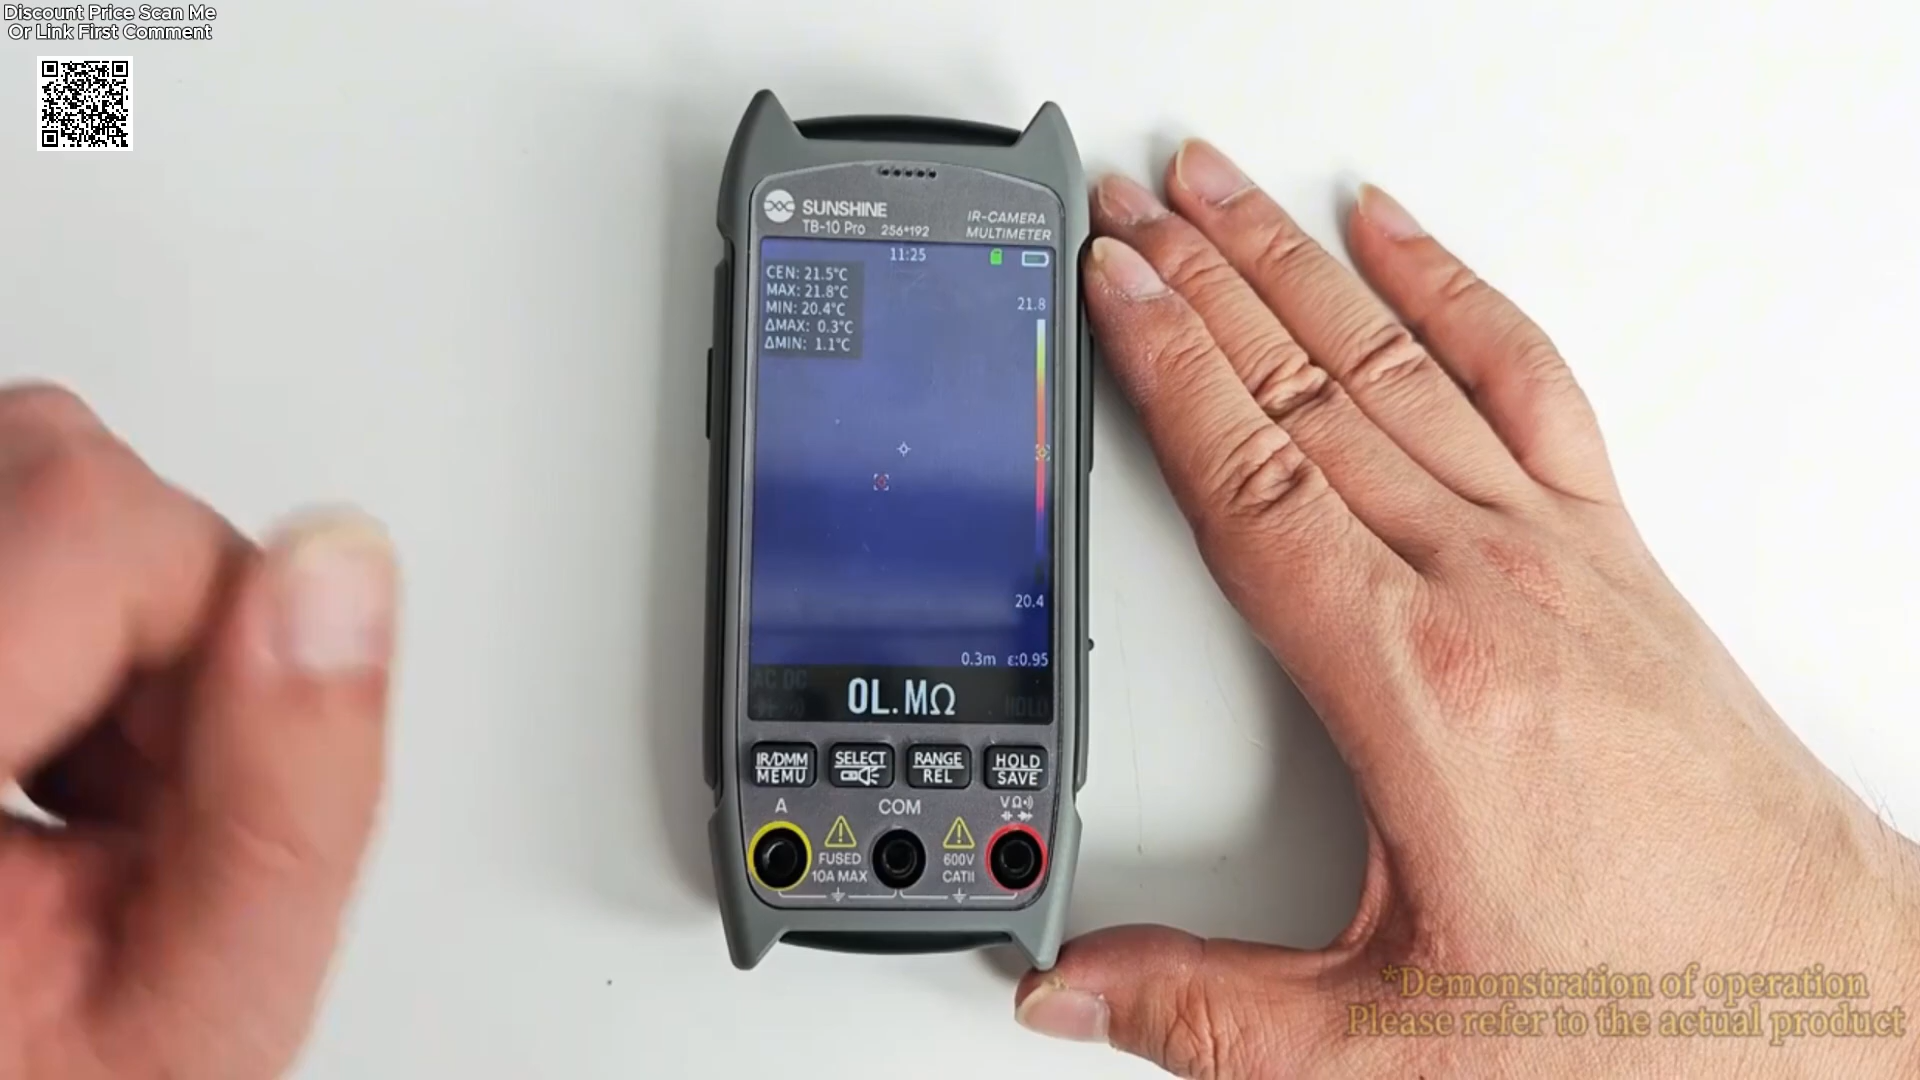 Discount Price Scan Me
Or Link First Comment
SUNSHINE
TB-10 Pro 256*192
IR-CAMERA
MULTIMETER
11:25
CEN: 21.5°C
MAX: 21.8°C
MIN: 20.4°C
ΔMAX: 0.3°C
ΔMIN: 1.1°C
21.8
20.4
0.3m ε:0.95
AC DC
OL.MΩ
HOLD
IR/DMM
MEMU
SELECT
RANGE
REL
HOLD
SAVE
A
COM
VΩ
FUSED
10A MAX
600V
CATII
*Demonstration of operation
Please refer to the actual product